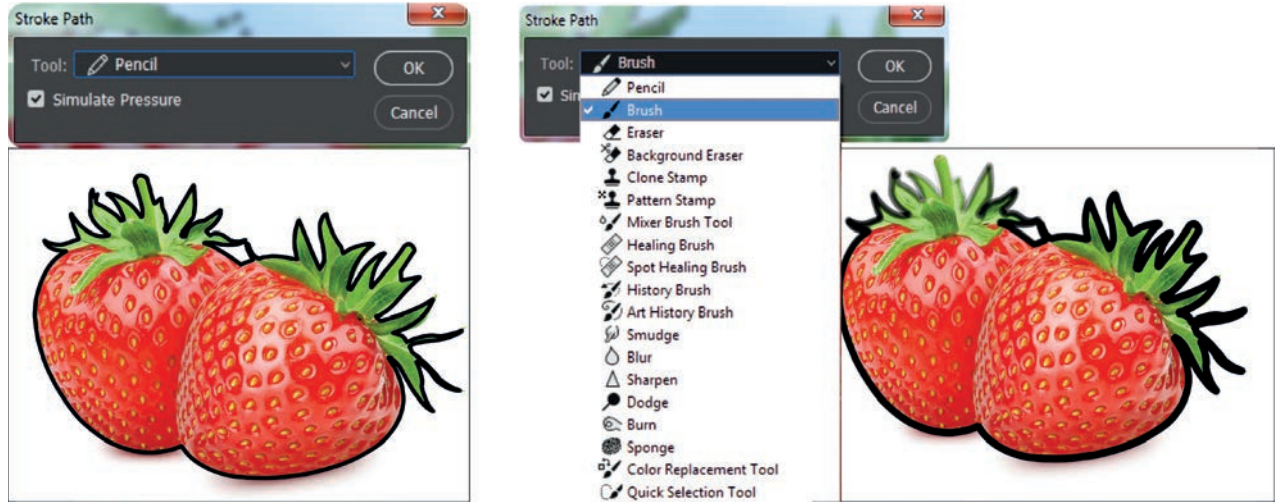 Stroke Path
Tool: Pencil
OK
Simulate Pressure
Cancel
Stroke Path
Tool: Brush
OK
Sin
Cancel
Pencil
Brush
Eraser
Background Eraser
Clone Stamp
Pattern Stamp
Mixer Brush Tool
Healing Brush
Spot Healing Brush
History Brush
Art History Brush
Smudge
Blur
Sharpen
Dodge
Burn
Sponge
Color Replacement Tool
Quick Selection Tool